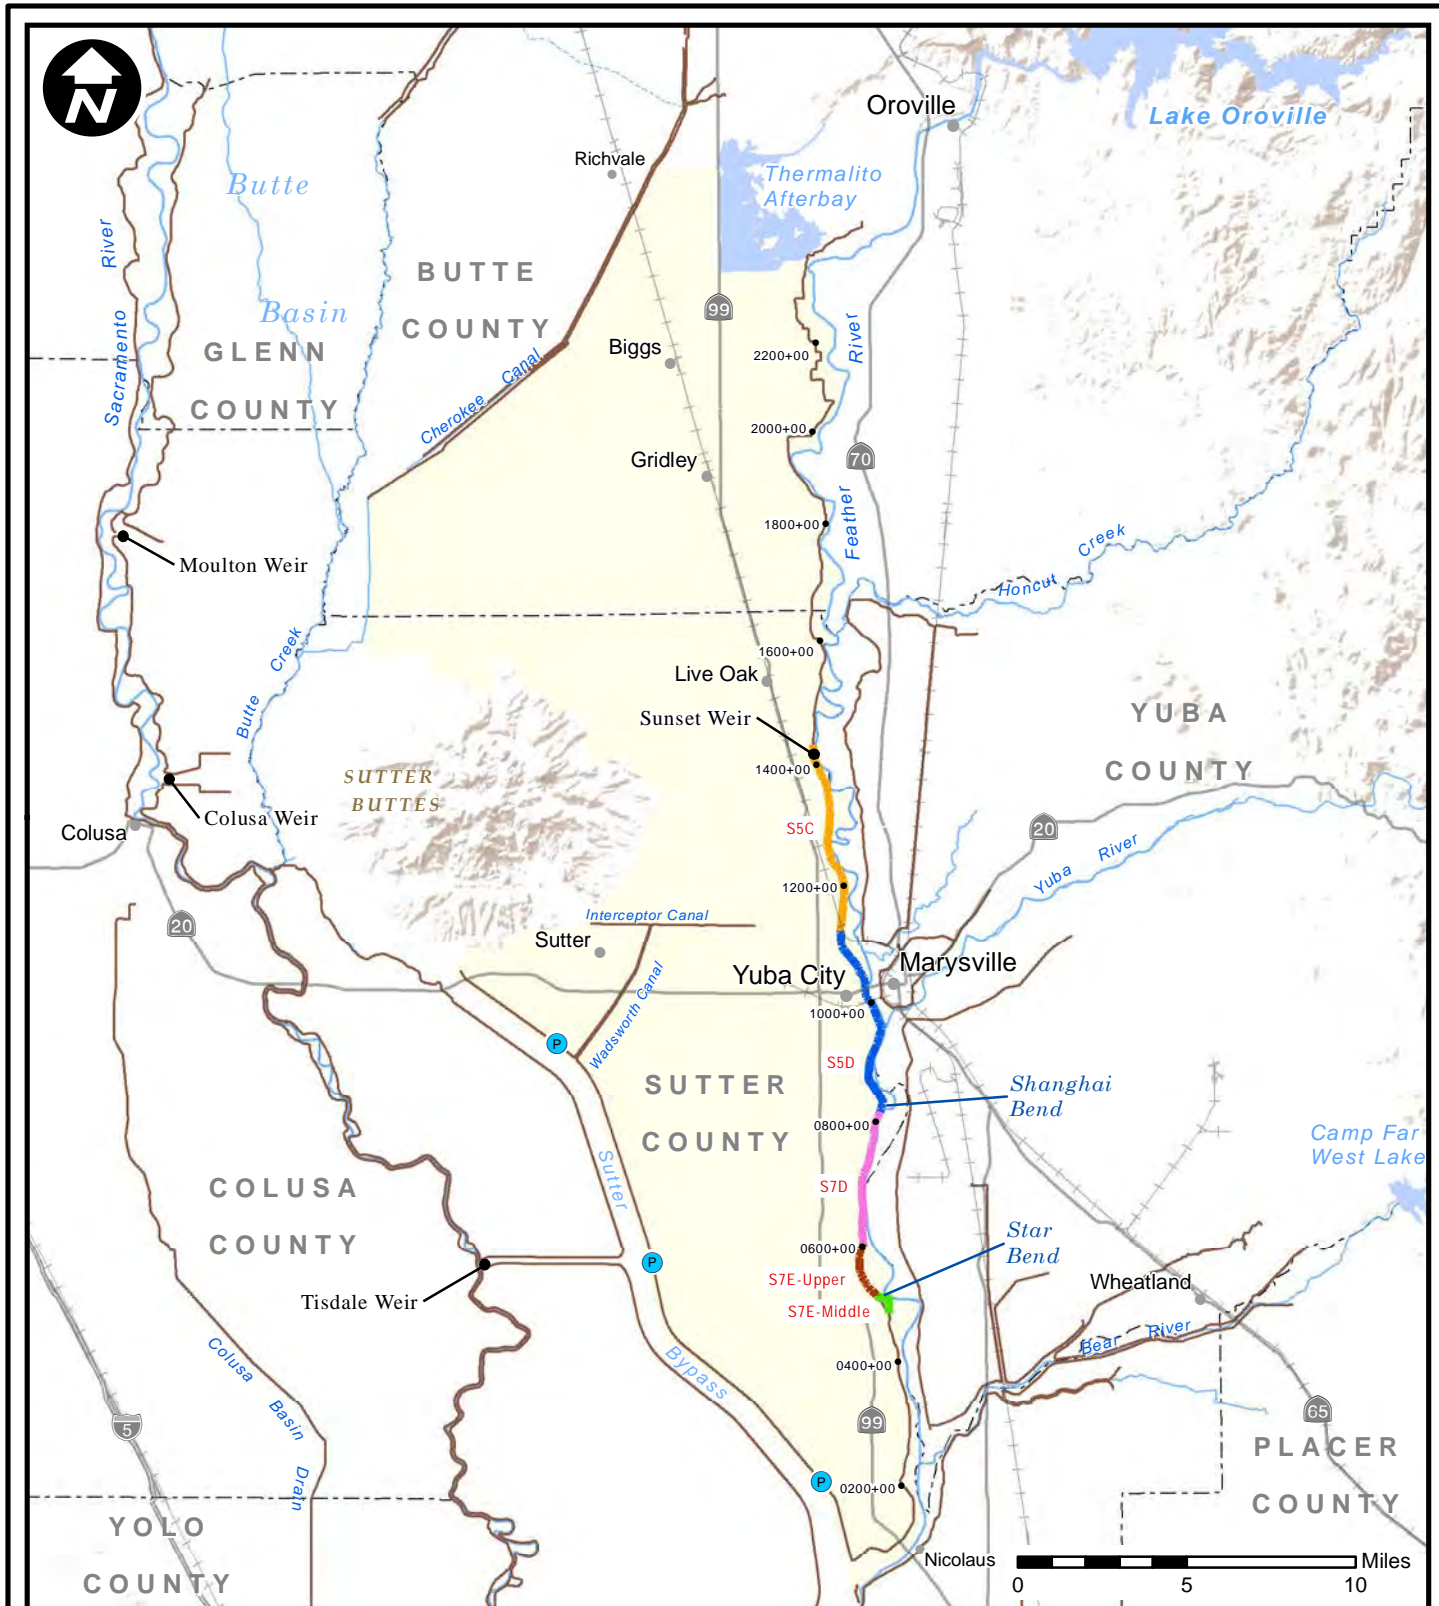 N
Oroville
Lake Oroville
Richvale
Thermalito
Afterbay
Butte
Basin
Sacramento River
BUTTE
COUNTY
99
GLENN
COUNTY
Biggs
Cherokee Canal
2200+00
Feather River
2000+00
Gridley
70
1800+00
Moulton Weir
Honcut Creek
1600+00
Butte Creek
Live Oak
Sunset Weir
YUBA
COUNTY
1400+00
SUTTER
BUTTES
Colusa Weir
Colusa
S5C
20
Yuba River
1200+00
20
Interceptor Canal
Sutter
Wadsworth Canal
Yuba City
Marysville
1000+00
P
S5D
SUTTER
COUNTY
Shanghai
Bend
0800+00
Camp Far
West Lake
Sutter Bypass
S7D
COLUSA
COUNTY
Star
Bend
0600+00
P
S7E-Upper
S7E-Middle
Wheatland
Tisdale Weir
Bear River
Colusa Basin Drain
0400+00
5
99
65
PLACER
COUNTY
P
0200+00
YOLO
COUNTY
Nicolaus
Miles
0
5
10